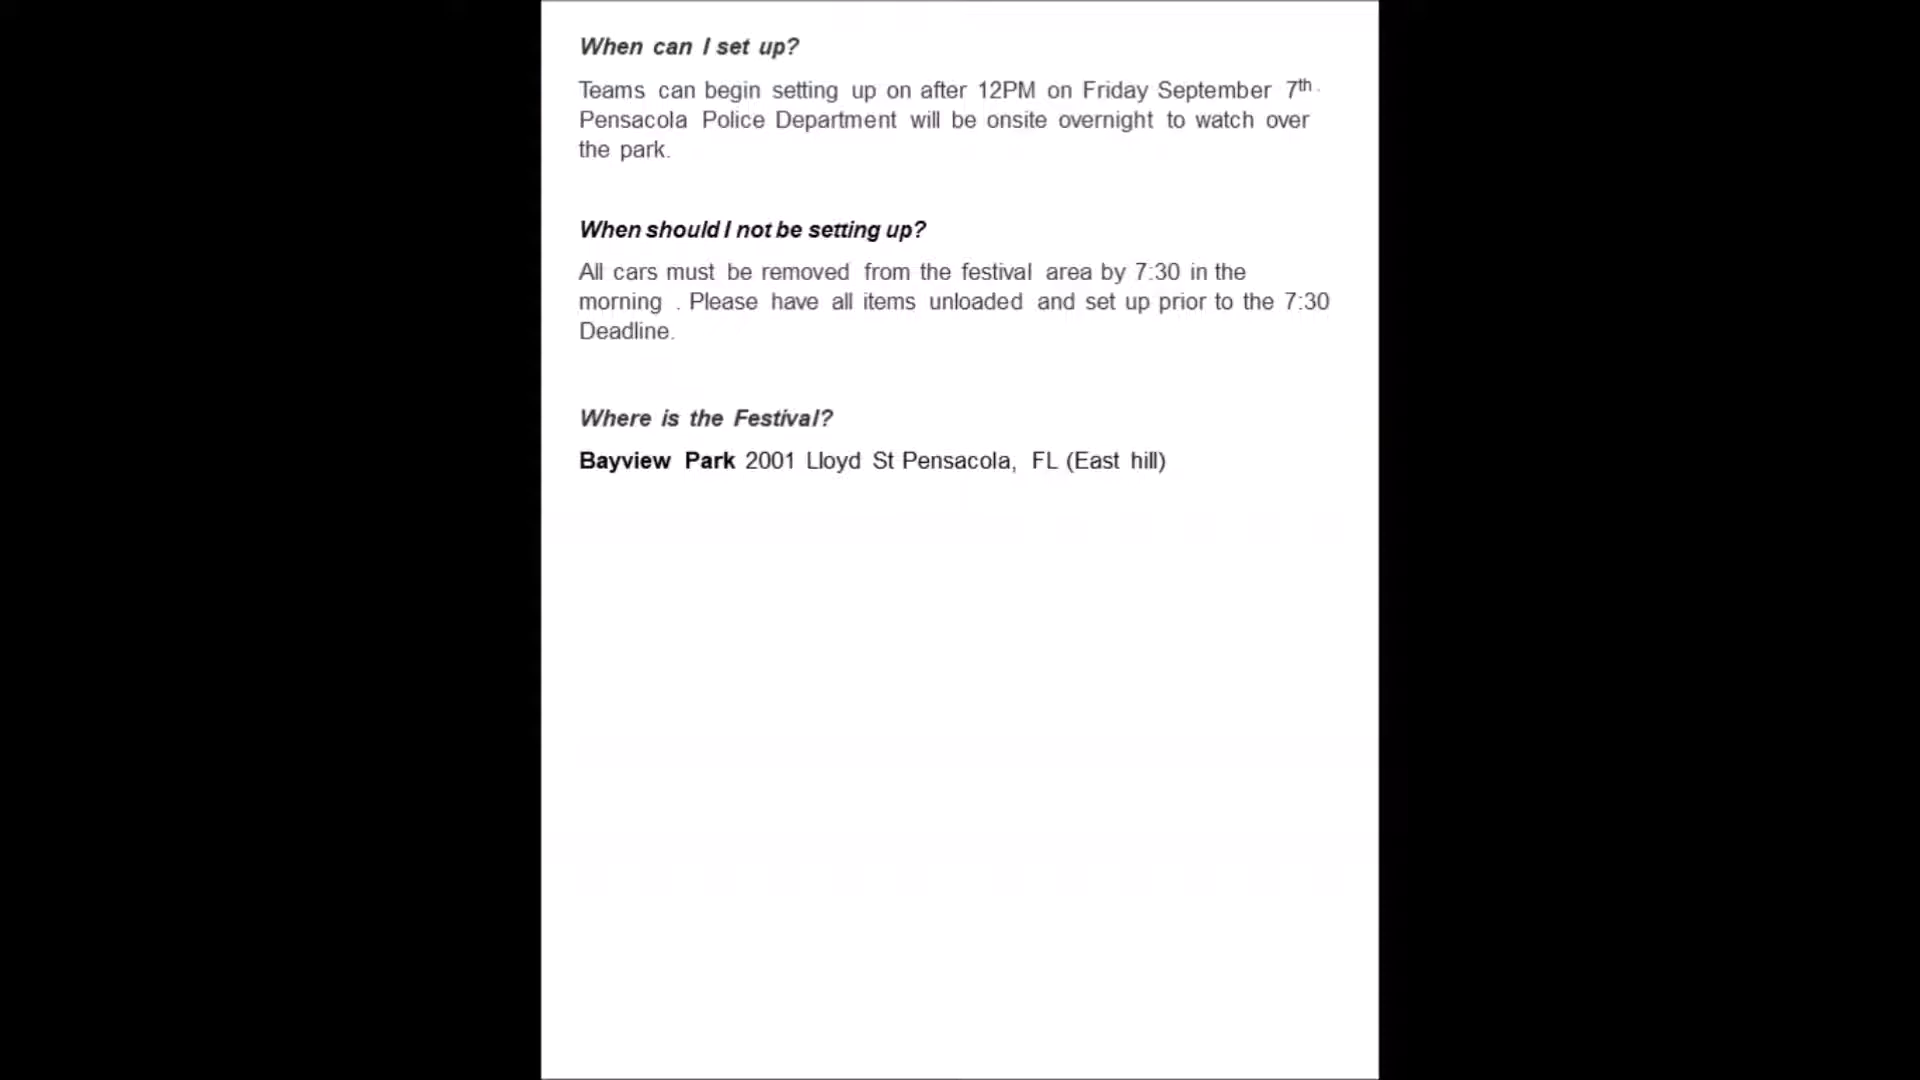 When can I set up?
Teams can begin setting up on after 12PM on Friday September 7th.
Pensacola Police Department will be onsite overnight to watch over
the park.
When should I not be setting up?
All cars must be removed from the festival area by 7:30 in the
morning . Please have all items unloaded and set up prior to the 7:30
Deadline.
Where is the Festival?
Bayview Park 2001 Lloyd St Pensacola, FL (East hill)